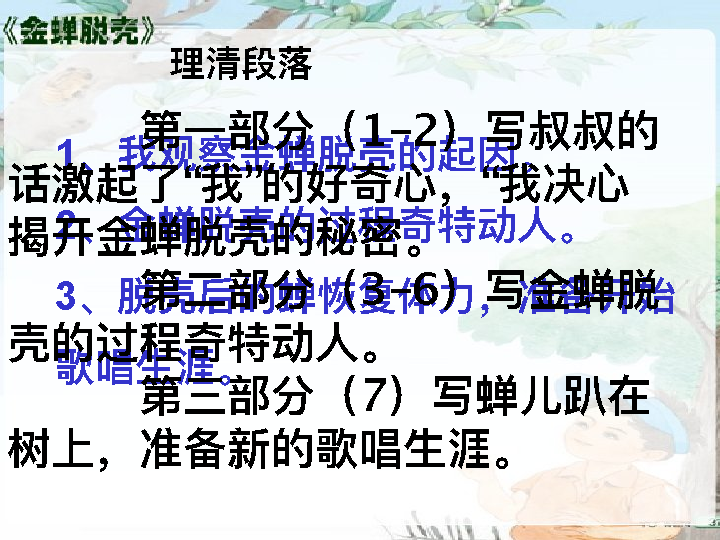 《金蝉脱壳》
理清段落
第一部分（1-2）写叔叔的
话激起了“我”的好奇心，“我决心
揭开金蝉脱壳的秘密。
第二部分（3-6）写金蝉脱
壳的过程奇特动人。
第三部分（7）写蝉儿趴在
树上，准备新的歌唱生涯。
1、我观察金蝉脱壳的起因。
2、金蝉脱壳的过程奇特动人。
3、脱壳后的蝉恢复体力，准备开始
歌唱生涯。